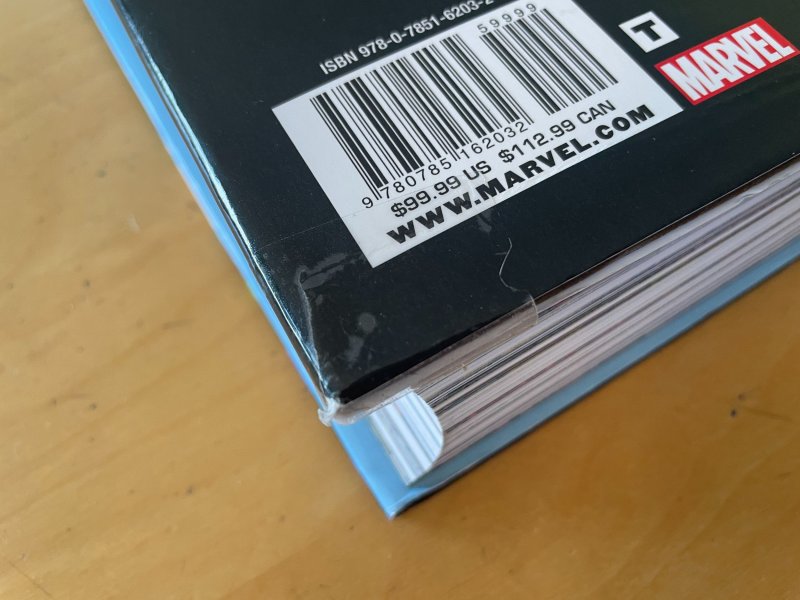 ISBN 978-0-7851-6203-2
59999
T
MARVEL
9 780785 162032
$99.99 US $112.99 CAN
WWW.MARVEL.COM